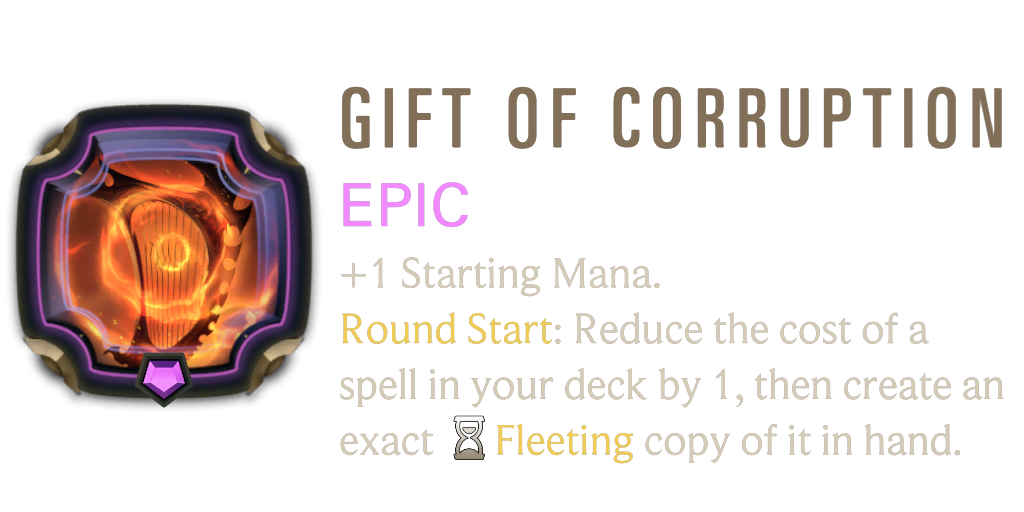 GIFT OF CORRUPTION
EPIC
+1 Starting Mana.
Round Start: Reduce the cost of a
spell in your deck by 1, then create an
exact Fleeting copy of it in hand.